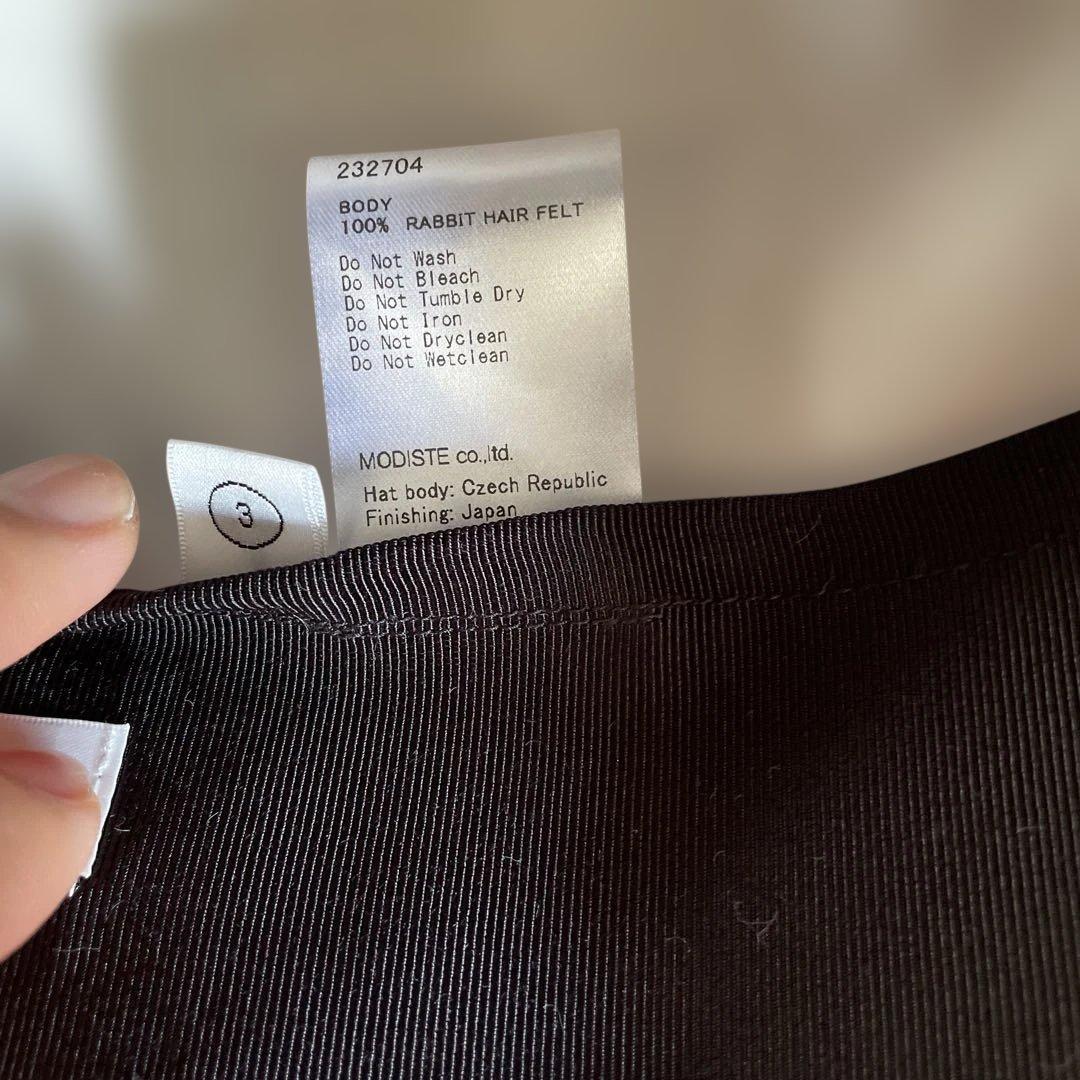 232704
BODY
100% RABBIT HAIR FELT
Do Not Wash
Do Not Bleach
Do Not Tumble Dry
Do Not Iron
Do Not Dryclean
Do Not Wetclean
MODISTE co.,ltd.
Hat body: Czech Republic
Finishing: Japan
3